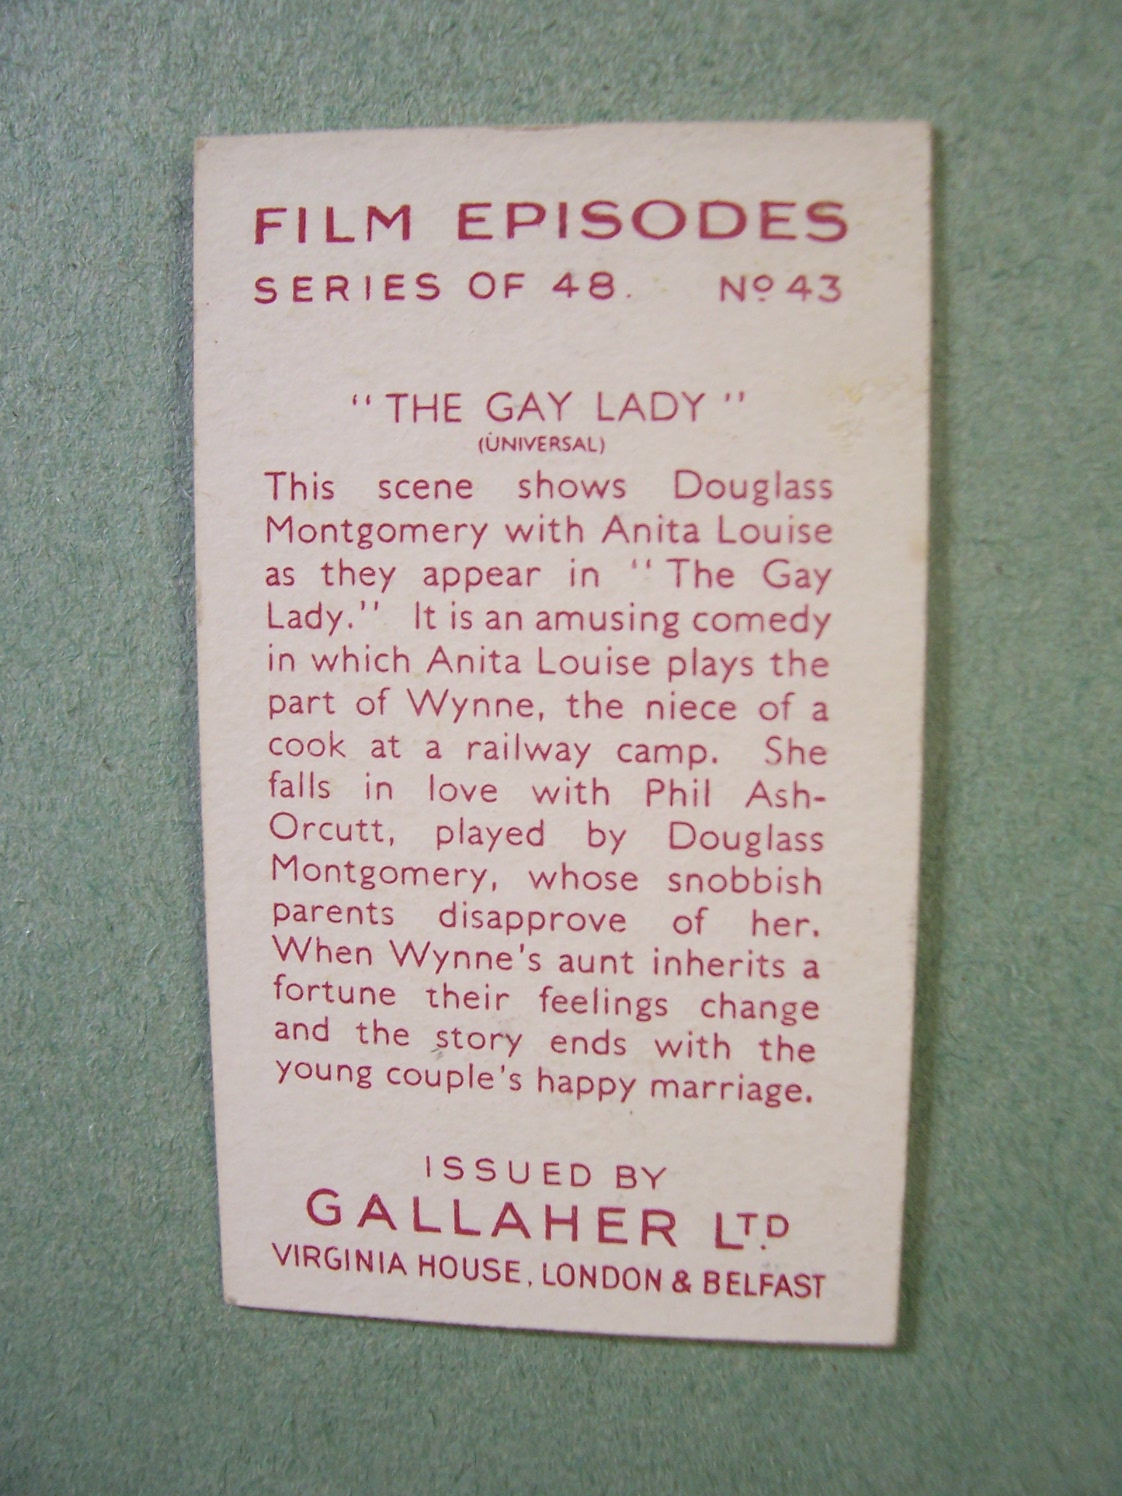 FILM EPISODES
SERIES OF 48. Nº 43
"THE GAY LADY"
(UNIVERSAL)
This scene shows Douglass
Montgomery with Anita Louise
as they appear in "The Gay
Lady." It is an amusing comedy
in which Anita Louise plays the
part of Wynne, the niece of a
cook at a railway camp. She
falls in love with Phil Ash-
Orcutt, played by Douglass
Montgomery, whose snobbish
parents disapprove of her.
When Wynne's aunt inherits a
fortune their feelings change
and the story ends with the
young couple's happy marriage.
ISSUED BY
GALLAHER LTD.
VIRGINIA HOUSE, LONDON & BELFAST